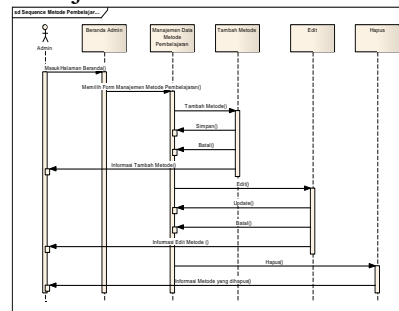 sd Sequence Metode Pembelajar...
Admin
Beranda Admin
Manajemen Data
Metode
Pembelajaran
Tambah Metode
Edit
Hapus
Masuk Halaman Beranda()
Memilih Form Manajemen Metode Pembelajaran()
Tambah Metode()
Simpan()
Batal()
Informasi Tambah Metode()
Edit()
Update()
Batal()
Informasi Edit Metode ()
Hapus()
Informasi Metode yang dihapus()